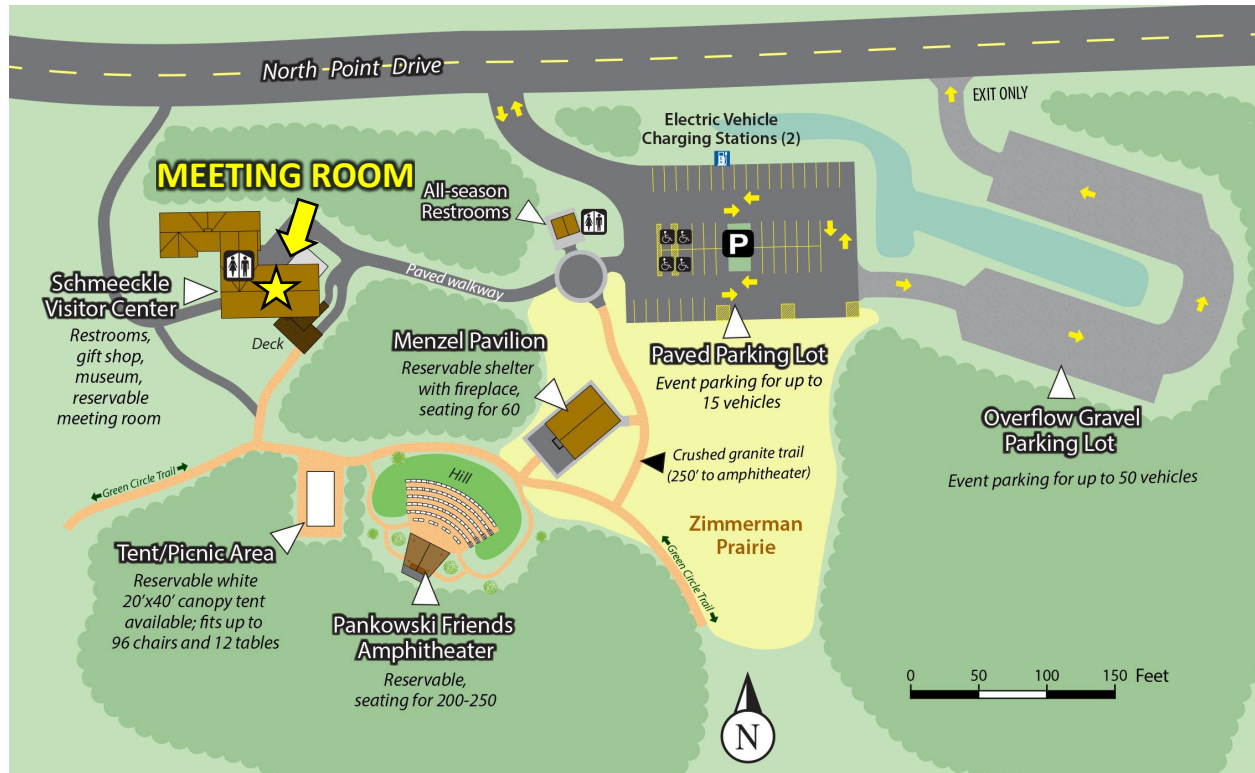 North Point Drive
EXIT ONLY
Electric Vehicle
Charging Stations (2)
MEETING ROOM
All-season
Restrooms
P
Paved walkway
Schmeeckle
Visitor Center
Restrooms,
gift shop,
museum,
reservable
meeting room
Deck
Menzel Pavilion
Reservable shelter
with fireplace,
seating for 60
Paved Parking Lot
Event parking for up to
15 vehicles
Overflow Gravel
Parking Lot
Event parking for up to 50 vehicles
Crushed granite trail
(250' to amphitheater)
Green Circle Trail
Hill
Zimmerman
Prairie
Green Circle Trail
Tent/Picnic Area
Reservable white
20'x40' canopy tent
available; fits up to
96 chairs and 12 tables
Pankowski Friends
Amphitheater
Reservable,
seating for 200-250
N
0 50 100 150 Feet